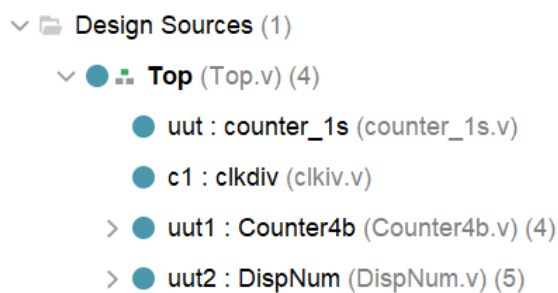 Design Sources (1)
Top (Top.v) (4)
uut : counter_1s (counter_1s.v)
c1 : clkdiv (clkiv.v)
uut1 : Counter4b (Counter4b.v) (4)
uut2 : DispNum (DispNum.v) (5)